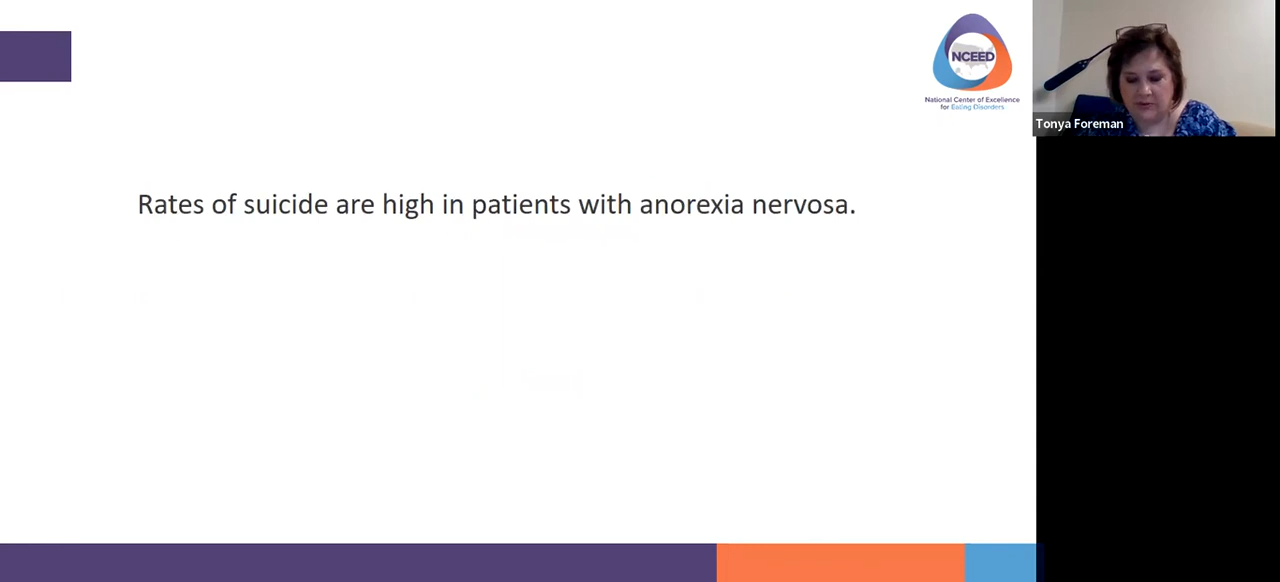 NCEED
National Center of Excellence
for Eating Disorders
Tonya Foreman
Rates of suicide are high in patients with anorexia nervosa.